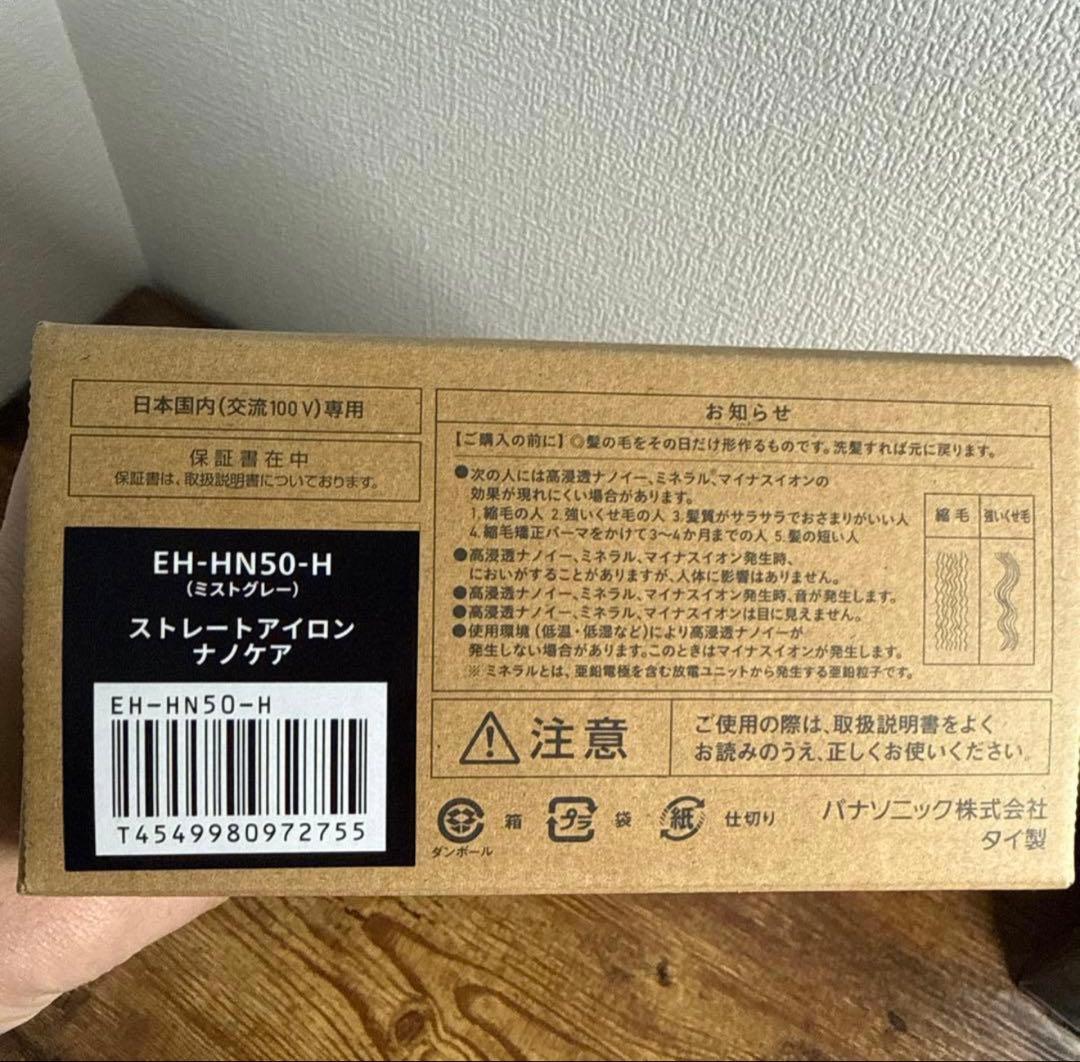 日本国内(交流100V)専用
保証書在中
保証書は、取扱説明書についております。
EH-HN50-H
(ミストグレー)
ストレートアイロン
ナノケア
EH-HN50-H
T4549980972755
お知らせ
【ご購入の前に】◎髪の毛をその日だけ形作るものです。洗髪すれば元に戻ります。
●次の人には高浸透ナノイー、ミネラル®マイナスイオンの
効果が現れにくい場合があります。
1.縮毛の人 2.強いくせ毛の人 3.髪質がサラサラでおさまりがいい人
4.縮毛矯正パーマをかけて3〜4か月までの人 5.髪の短い人
●高浸透ナノイー、ミネラル、マイナスイオン発生時、
においがすることがありますが、人体に影響はありません。
●高浸透ナノイー、ミネラル、マイナスイオン発生時、音が発生します。
●高浸透ナノイー、ミネラル、マイナスイオンは目に見えません。
●使用環境(低温・低湿など)により高浸透ナノイーが
発生しない場合があります。このときはマイナスイオンが発生します。
※ミネラルとは、亜鉛電極を含む放電ユニットから発生する亜鉛粒子です。
縮毛 強いくせ毛
注意
ご使用の際は、取扱説明書をよく
お読みのうえ、正しくお使いください。
ダンボール
箱
プラ 袋
紙 仕切り
パナソニック株式会社
タイ製